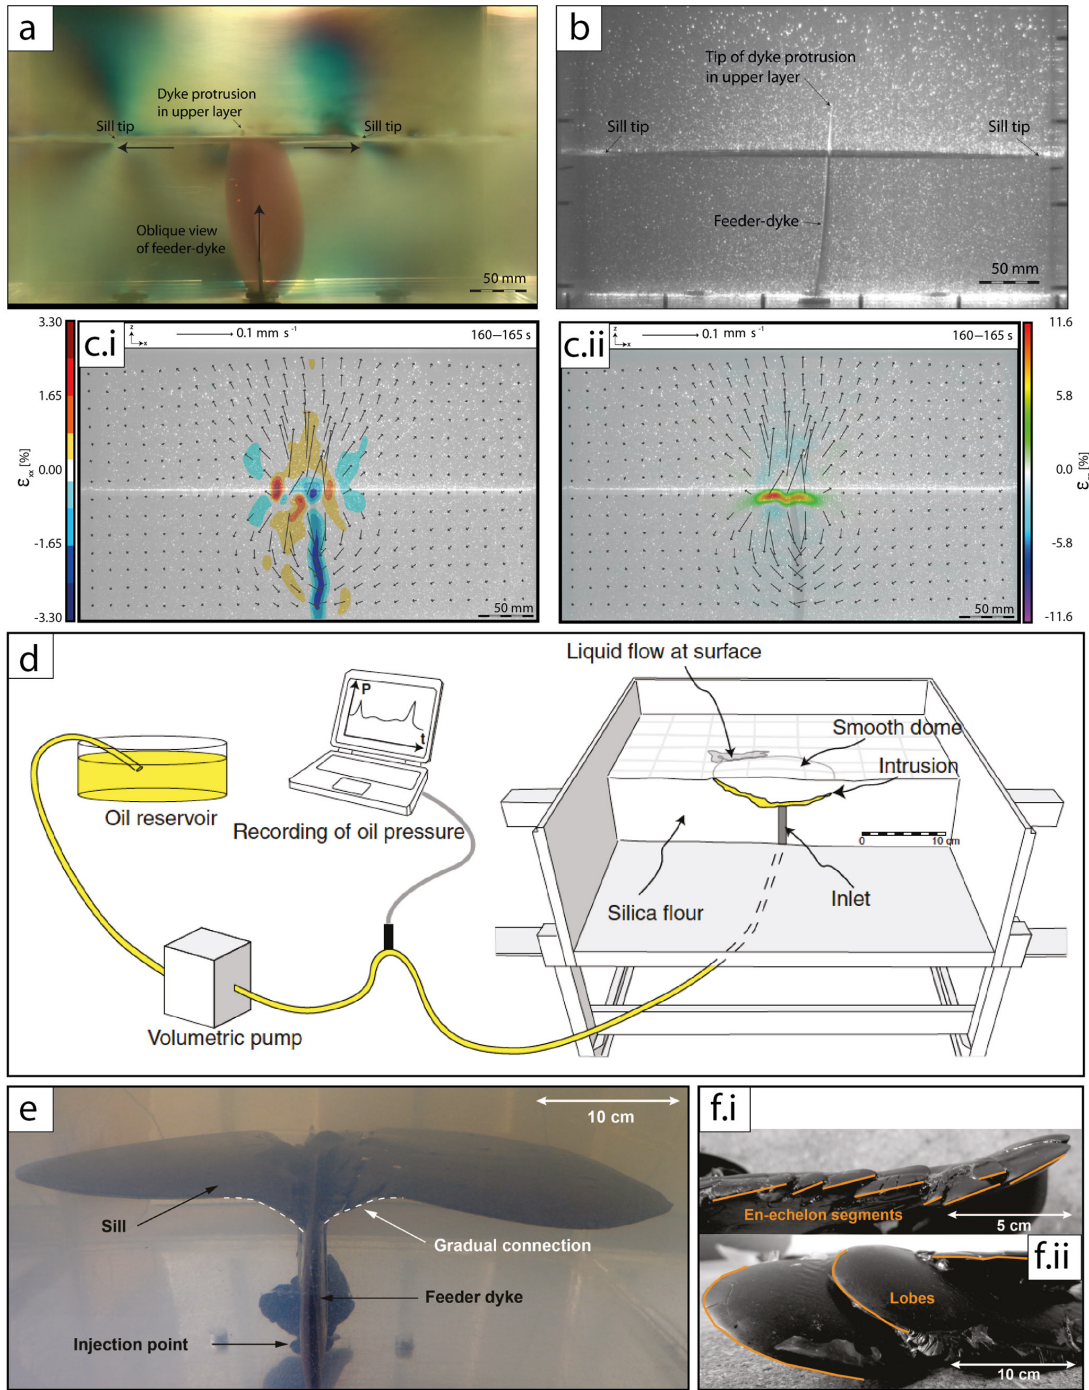 a
Dyke protrusion
in upper layer
Sill tip
Sill tip
Oblique view
of feeder-dyke
50 mm
b
Tip of dyke protrusion
in upper layer
Sill tip
Sill tip
Feeder-dyke
50 mm
3.30
1.65
0.00
-1.65
-3.30
εxx [%]
c.i
z
x
0.1 mm s⁻¹
160–165 s
50 mm
c.ii
z
x
0.1 mm s⁻¹
160–165 s
50 mm
11.6
5.8
0.0
-5.8
-11.6
[%]
d
Liquid flow at surface
P
t
Smooth dome
Intrusion
Oil reservoir
Recording of oil pressure
0 10 cm
Silica flour
Inlet
Volumetric pump
e
10 cm
Sill
Gradual connection
Feeder dyke
Injection point
f.i
En-echelon segments
5 cm
f.ii
Lobes
10 cm